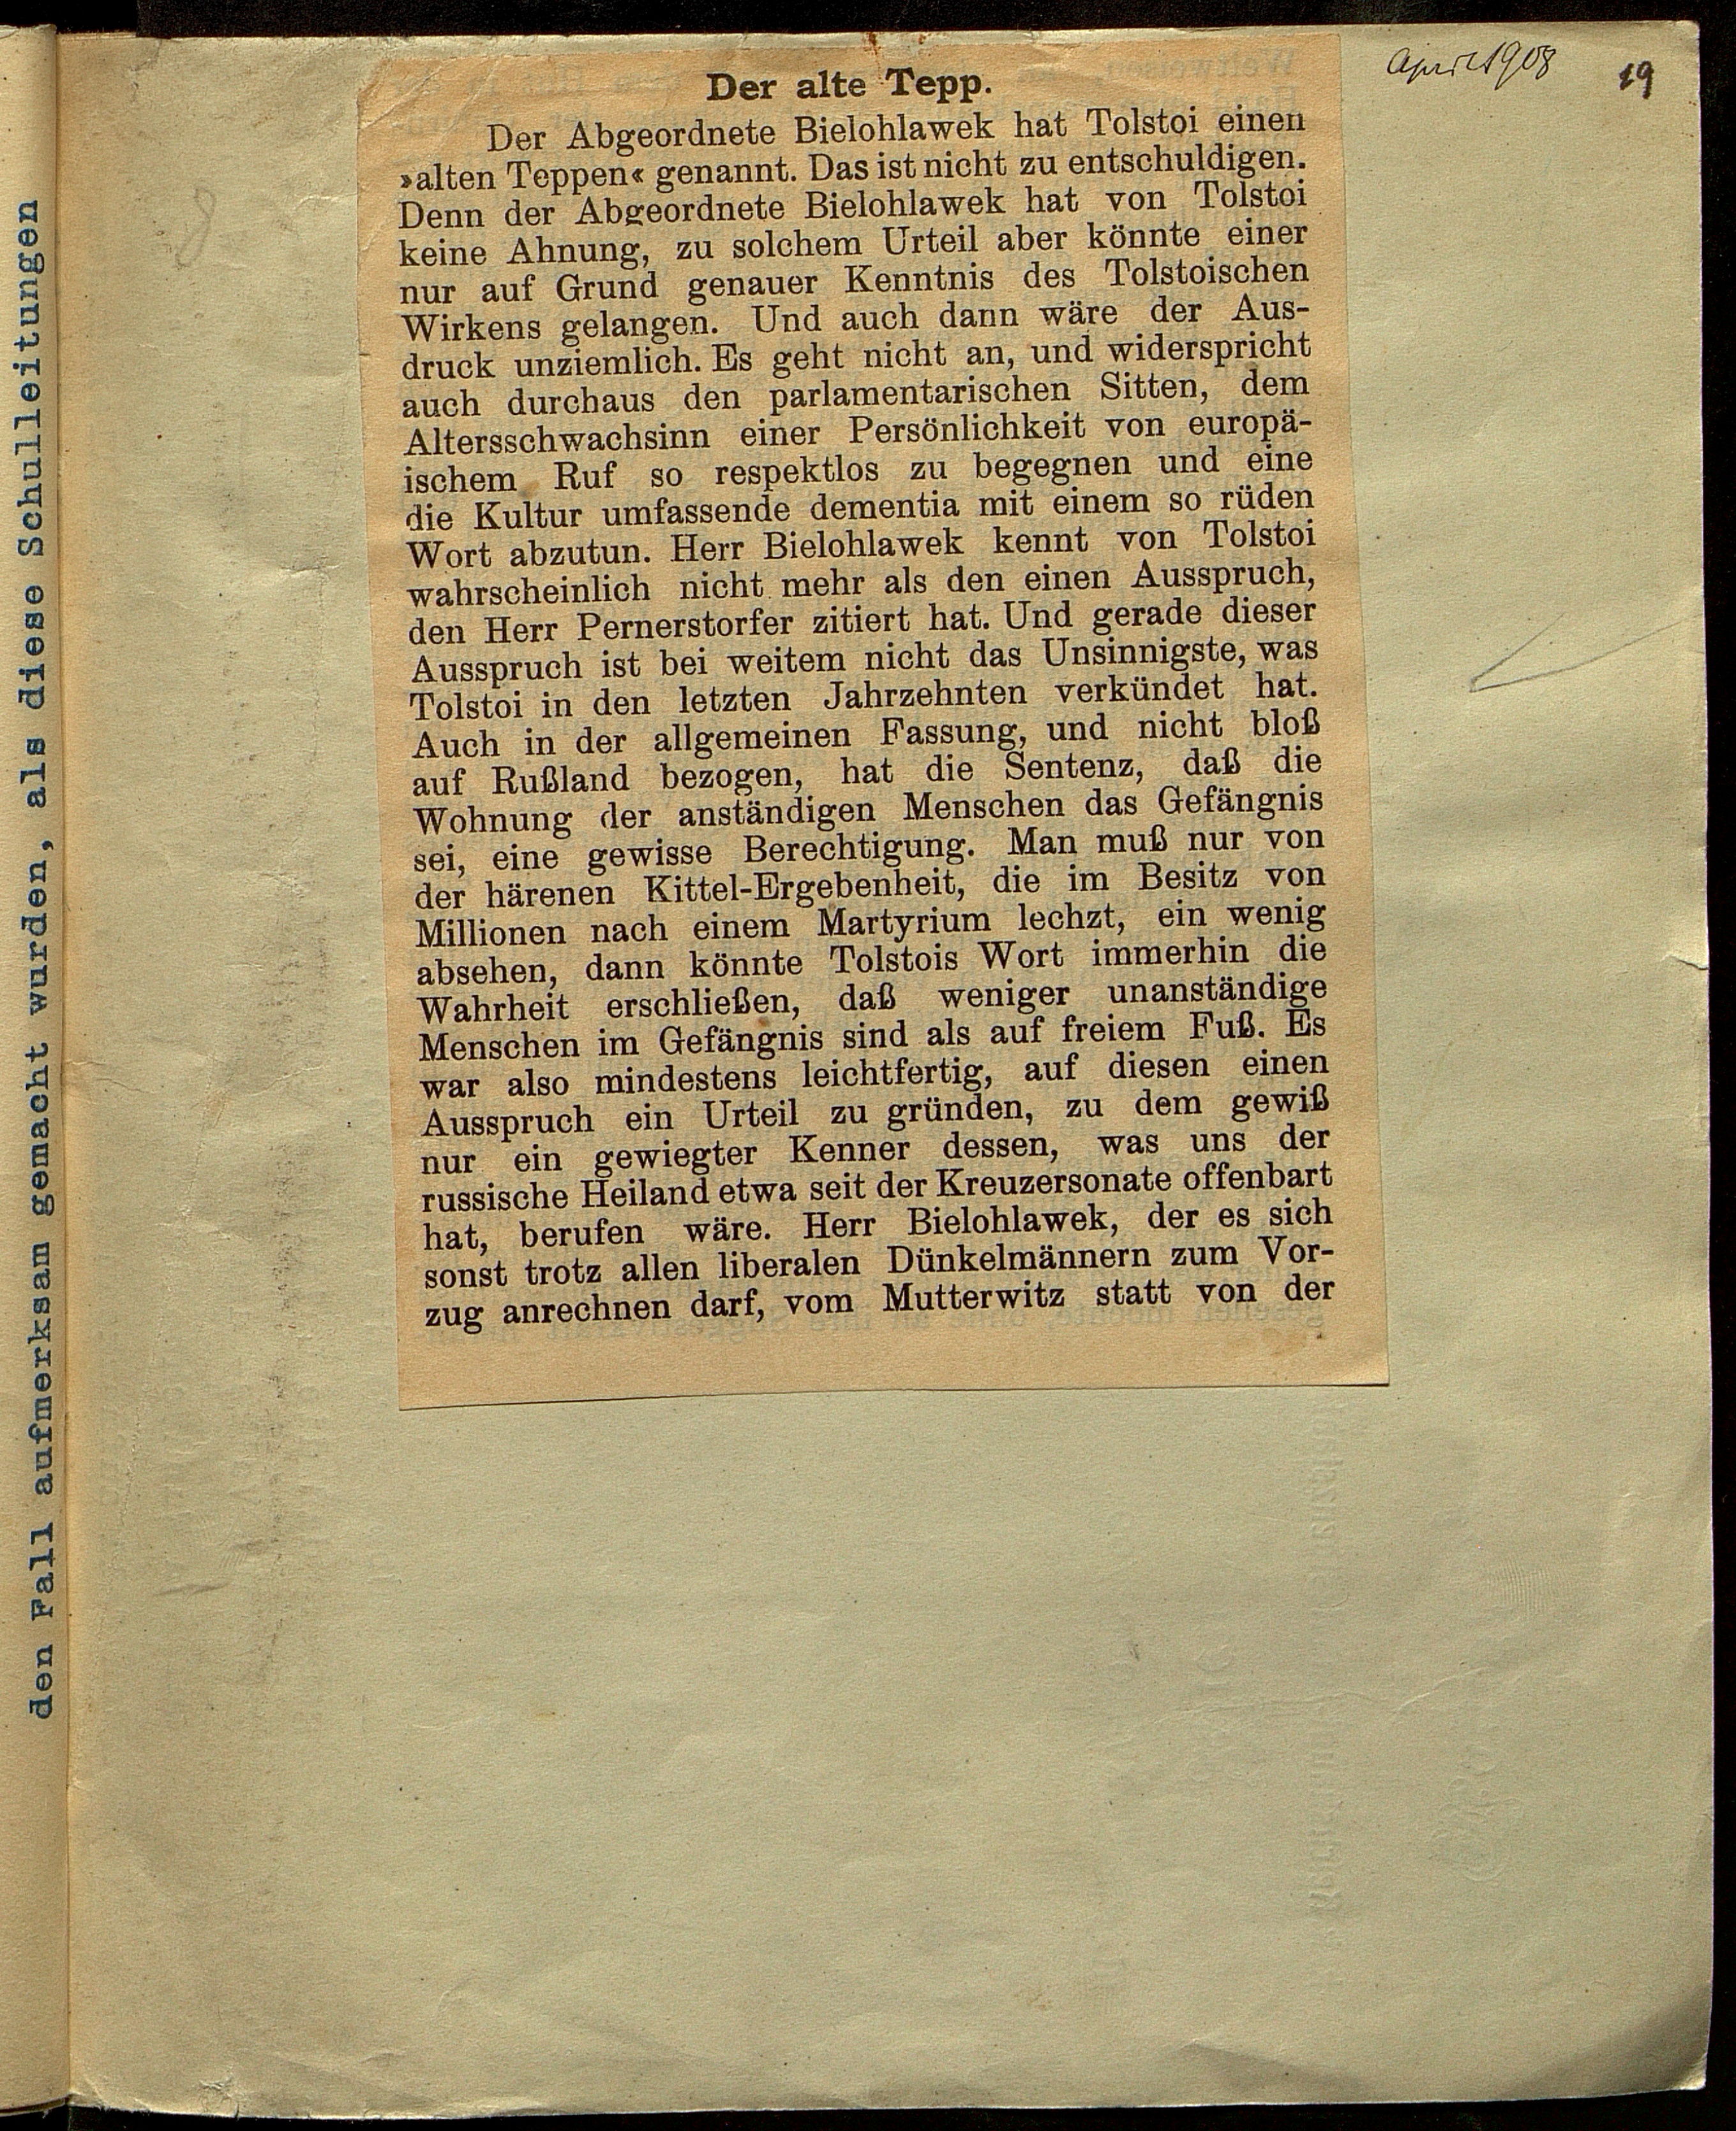 April 1908
19
Der alte Tepp.
Der Abgeordnete Bielohlawek hat Tolstoi einen
»alten Teppen« genannt. Das ist nicht zu entschuldigen.
Denn der Abgeordnete Bielohlawek hat von Tolstoi
keine Ahnung, zu solchem Urteil aber könnte einer
nur auf Grund genauer Kenntnis des Tolstoischen
Wirkens gelangen. Und auch dann wäre der Aus-
druck unziemlich. Es geht nicht an, und widerspricht
auch durchaus den parlamentarischen Sitten, dem
Altersschwachsinn einer Persönlichkeit von europä-
ischem Ruf so respektlos zu begegnen und eine
die Kultur umfassende dementia mit einem so rüden
Wort abzutun. Herr Bielohlawek kennt von Tolstoi
wahrscheinlich nicht mehr als den einen Ausspruch,
den Herr Pernerstorfer zitiert hat. Und gerade dieser
Ausspruch ist bei weitem nicht das Unsinnigste, was
Tolstoi in den letzten Jahrzehnten verkündet hat.
Auch in der allgemeinen Fassung, und nicht bloß
auf Rußland bezogen, hat die Sentenz, daß die
Wohnung der anständigen Menschen das Gefängnis
sei, eine gewisse Berechtigung. Man muß nur von
der härenen Kittel-Ergebenheit, die im Besitz von
Millionen nach einem Martyrium lechzt, ein wenig
absehen, dann könnte Tolstois Wort immerhin die
Wahrheit erschließen, daß weniger unanständige
Menschen im Gefängnis sind als auf freiem Fuß. Es
war also mindestens leichtfertig, auf diesen einen
Ausspruch ein Urteil zu gründen, zu dem gewiß
nur ein gewiegter Kenner dessen, was uns der
russische Heiland etwa seit der Kreuzersonate offenbart
hat, berufen wäre. Herr Bielohlawek, der es sich
sonst trotz allen liberalen Dünkelmännern zum Vor-
zug anrechnen darf, vom Mutterwitz statt von der
den Fall aufmerksam gemacht wurden, als diese Schulleitungen